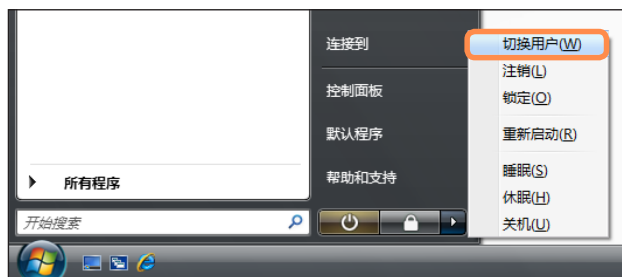 连接到
控制面板
默认程序
帮助和支持
所有程序
开始搜索
切换用户(W)
注销(L)
锁定(O)
重新启动(R)
睡眠(S)
休眠(H)
关机(U)